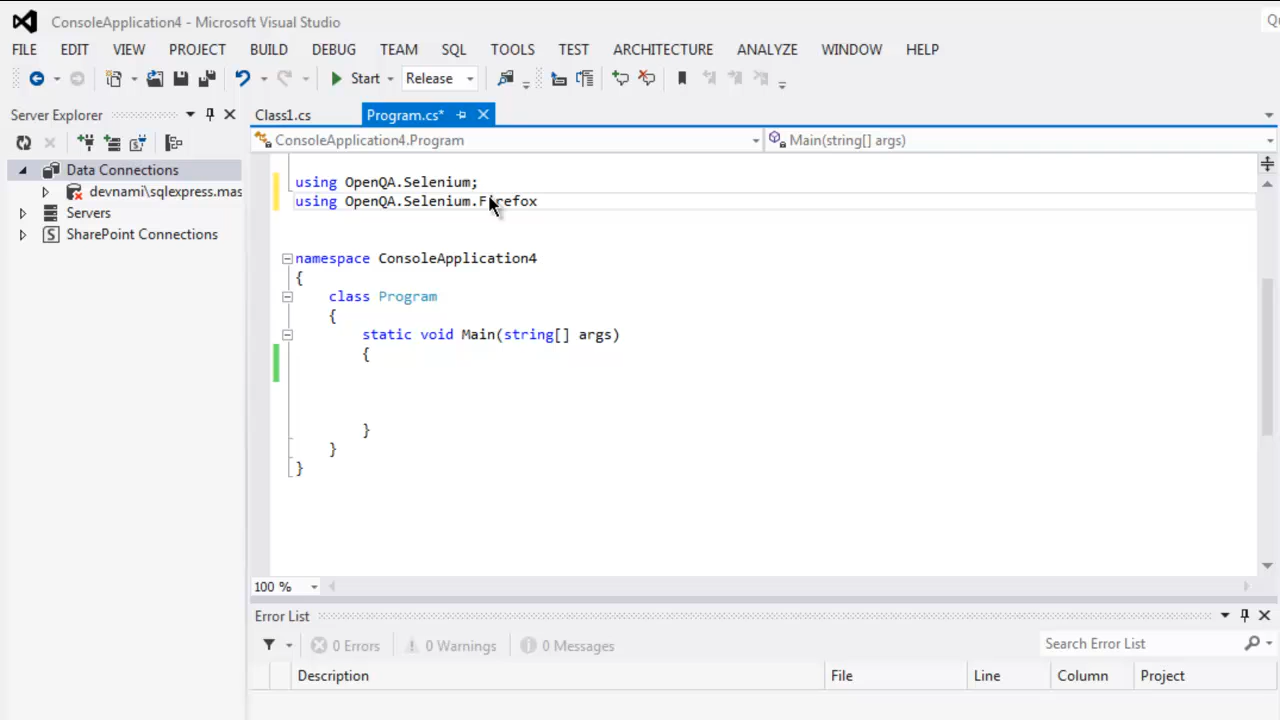 ConsoleApplication4 - Microsoft Visual Studio
FILE EDIT VIEW PROJECT BUILD DEBUG TEAM SQL TOOLS TEST ARCHITECTURE ANALYZE WINDOW HELP
Start Release
Server Explorer
Class1.cs Program.cs*
ConsoleApplication4.Program Main(string[] args)
Data Connections
devnami\sqlexpress.mas
Servers
SharePoint Connections
using OpenQA.Selenium;
using OpenQA.Selenium.Firefox
namespace ConsoleApplication4
{
class Program
{
static void Main(string[] args)
{
}
}
}
100 %
Error List
0 Errors 0 Warnings 0 Messages Search Error List
Description File Line Column Project